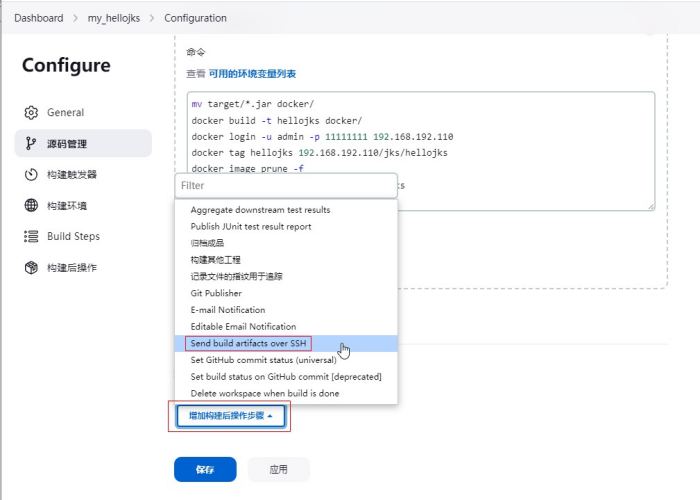 Dashboard > my_hellojks > Configuration
Configure
General
源码管理
构建触发器
构建环境
Build Steps
构建后操作
命令
查看 可用的环境变量列表
mv target/*.jar docker/
docker build -t hellojks docker/
docker login -u admin -p 11111111 192.168.192.110
docker tag hellojks 192.168.192.110/jks/hellojks
docker image prune -f
Filter
Aggregate downstream test results
Publish JUnit test result report
归档成品
构建其他工程
记录文件的指纹用于追踪
Git Publisher
E-mail Notification
Editable Email Notification
Send build artifacts over SSH
Set GitHub commit status (universal)
Set build status on GitHub commit [deprecated]
Delete workspace when build is done
增加构建后操作步骤
保存
应用